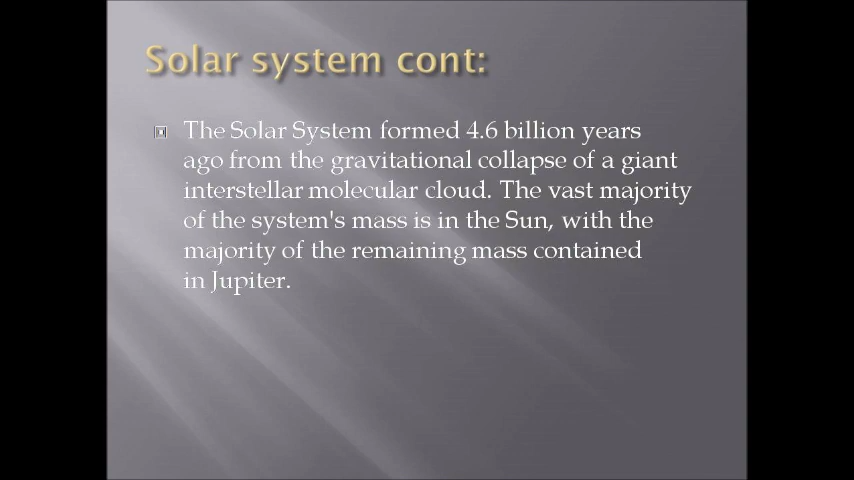 Solar system cont:
The Solar System formed 4.6 billion years
ago from the gravitational collapse of a giant
interstellar molecular cloud. The vast majority
of the system's mass is in the Sun, with the
majority of the remaining mass contained
in Jupiter.